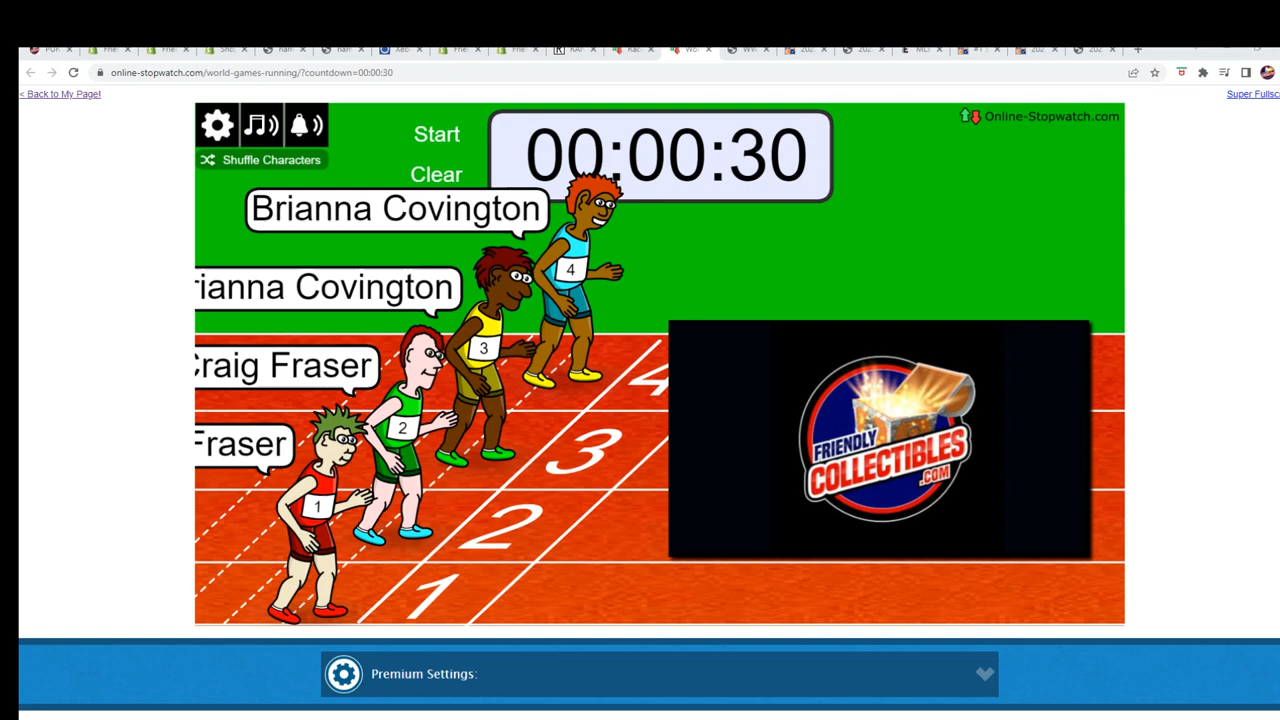 online-stopwatch.com/world-games-running/?countdown=00:00:30
< Back to My Page!
Super Fullsc
Start
Clear
00:00:30
Online-Stopwatch.com
Shuffle Characters
Brianna Covington
rianna Covington
Craig Fraser
Fraser
4
3
2
1
4
3
2
1
FRIENDLY
COLLECTIBLES
.COM
Premium Settings: